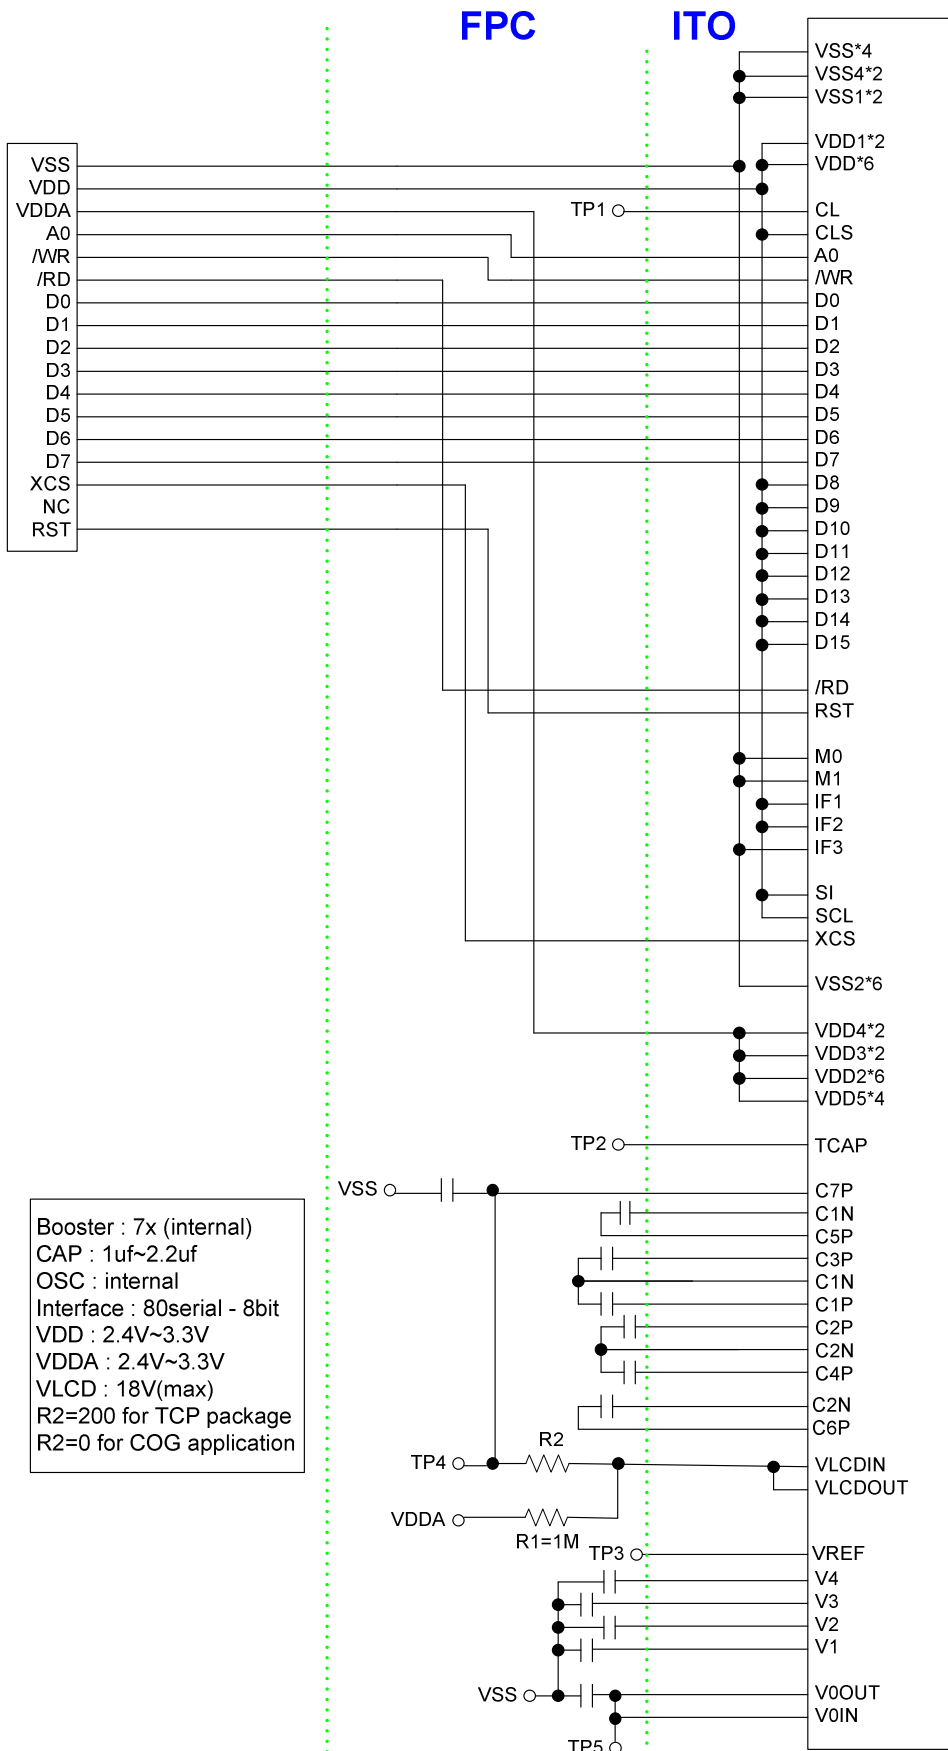 FPC
ITO
VSS
VDD
VDDA
A0
/WR
/RD
D0
D1
D2
D3
D4
D5
D6
D7
XCS
NC
RST
TP1
VSS*4
VSS4*2
VSS1*2
VDD1*2
VDD*6
CL
CLS
A0
/WR
D0
D1
D2
D3
D4
D5
D6
D7
D8
D9
D10
D11
D12
D13
D14
D15
/RD
RST
M0
M1
IF1
IF2
IF3
SI
SCL
XCS
VSS2*6
VDD4*2
VDD3*2
VDD2*6
VDD5*4
TP2
TCAP
VSS
C7P
C1N
C5P
C3P
C1N
C1P
C2P
C2N
C4P
C2N
C6P
Booster : 7x (internal)
CAP : 1uf~2.2uf
OSC : internal
Interface : 80serial - 8bit
VDD : 2.4V~3.3V
VDDA : 2.4V~3.3V
VLCD : 18V(max)
R2=200 for TCP package
R2=0 for COG application
R2
TP4
VLCDIN
VLCDOUT
VDDA
R1=1M
TP3
VREF
V4
V3
V2
V1
VSS
V0OUT
V0IN
TP5